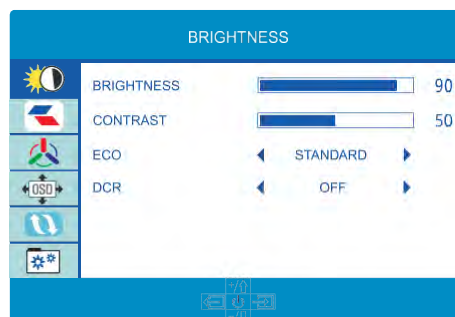 BRIGHTNESS
BRIGHTNESS 90
CONTRAST 50
ECO STANDARD
DCR OFF
OSD
+/
-/